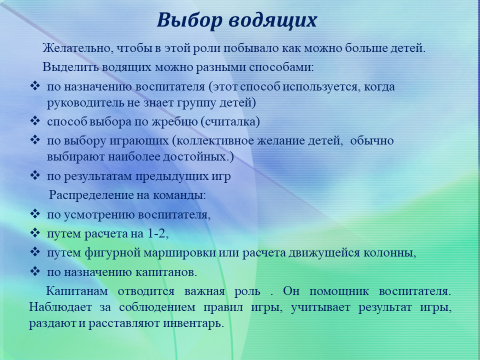 Выбор водящих
Желательно, чтобы в этой роли побывало как можно больше детей.
Выделить водящих можно разными способами:
❖ по назначению воспитателя (этот способ используется, когда
руководитель не знает группу детей)
❖ способ выбора по жребию (считалка)
❖ по выбору играющих (коллективное желание детей, обычно
выбирают наиболее достойных.)
❖ по результатам предыдущих игр
Распределение на команды:
❖ по усмотрению воспитателя,
❖ путем расчета на 1-2,
❖ путем фигурной маршировки или расчета движущейся колонны,
❖ по назначению капитанов.
Капитанам отводится важная роль . Он помощник воспитателя.
Наблюдает за соблюдением правил игры, учитывает результат игры,
раздают и расставляют инвентарь.